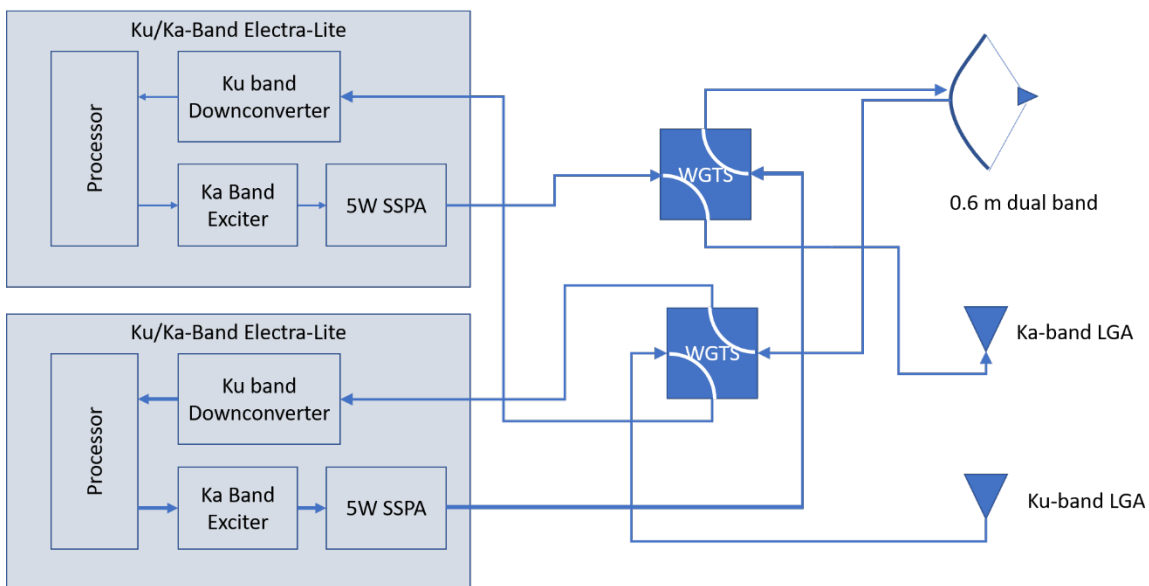 Ku/Ka-Band Electra-Lite
Processor
Ku band
Downconverter
Ka Band
Exciter
5W SSPA
WGTS
0.6 m dual band
Ku/Ka-Band Electra-Lite
Processor
Ku band
Downconverter
Ka Band
Exciter
5W SSPA
WGTS
Ka-band LGA
Ku-band LGA